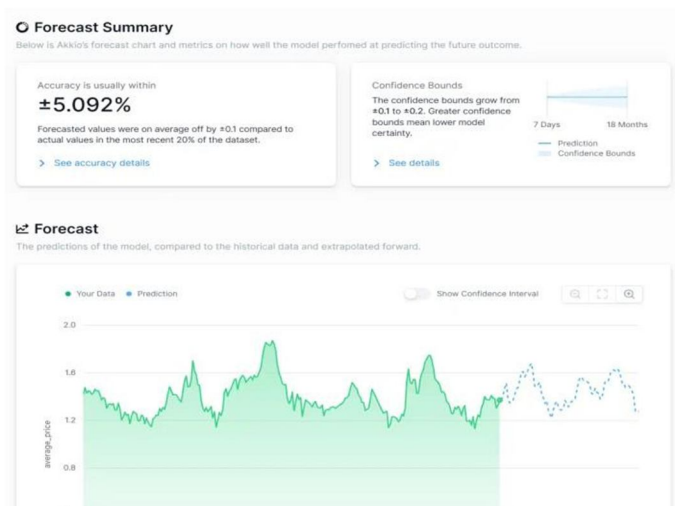 Forecast Summary
Below is Akkio's forecast chart and metrics on how well the model perfomed at predicting the future outcome.
Accuracy is usually within
±5.092%
Forecasted values were on average off by ±0.1 compared to
actual values in the most recent 20% of the dataset.
See accuracy details
Confidence Bounds
The confidence bounds grow from
±0.1 to ±0.2. Greater confidence
bounds mean lower model
certainty.
See details
7 Days 18 Months
Prediction
Confidence Bounds
Forecast
The predictions of the model, compared to the historical data and extrapolated forward.
Your Data Prediction Show Confidence Interval
2.0
1.6
1.2
0.8
average_price